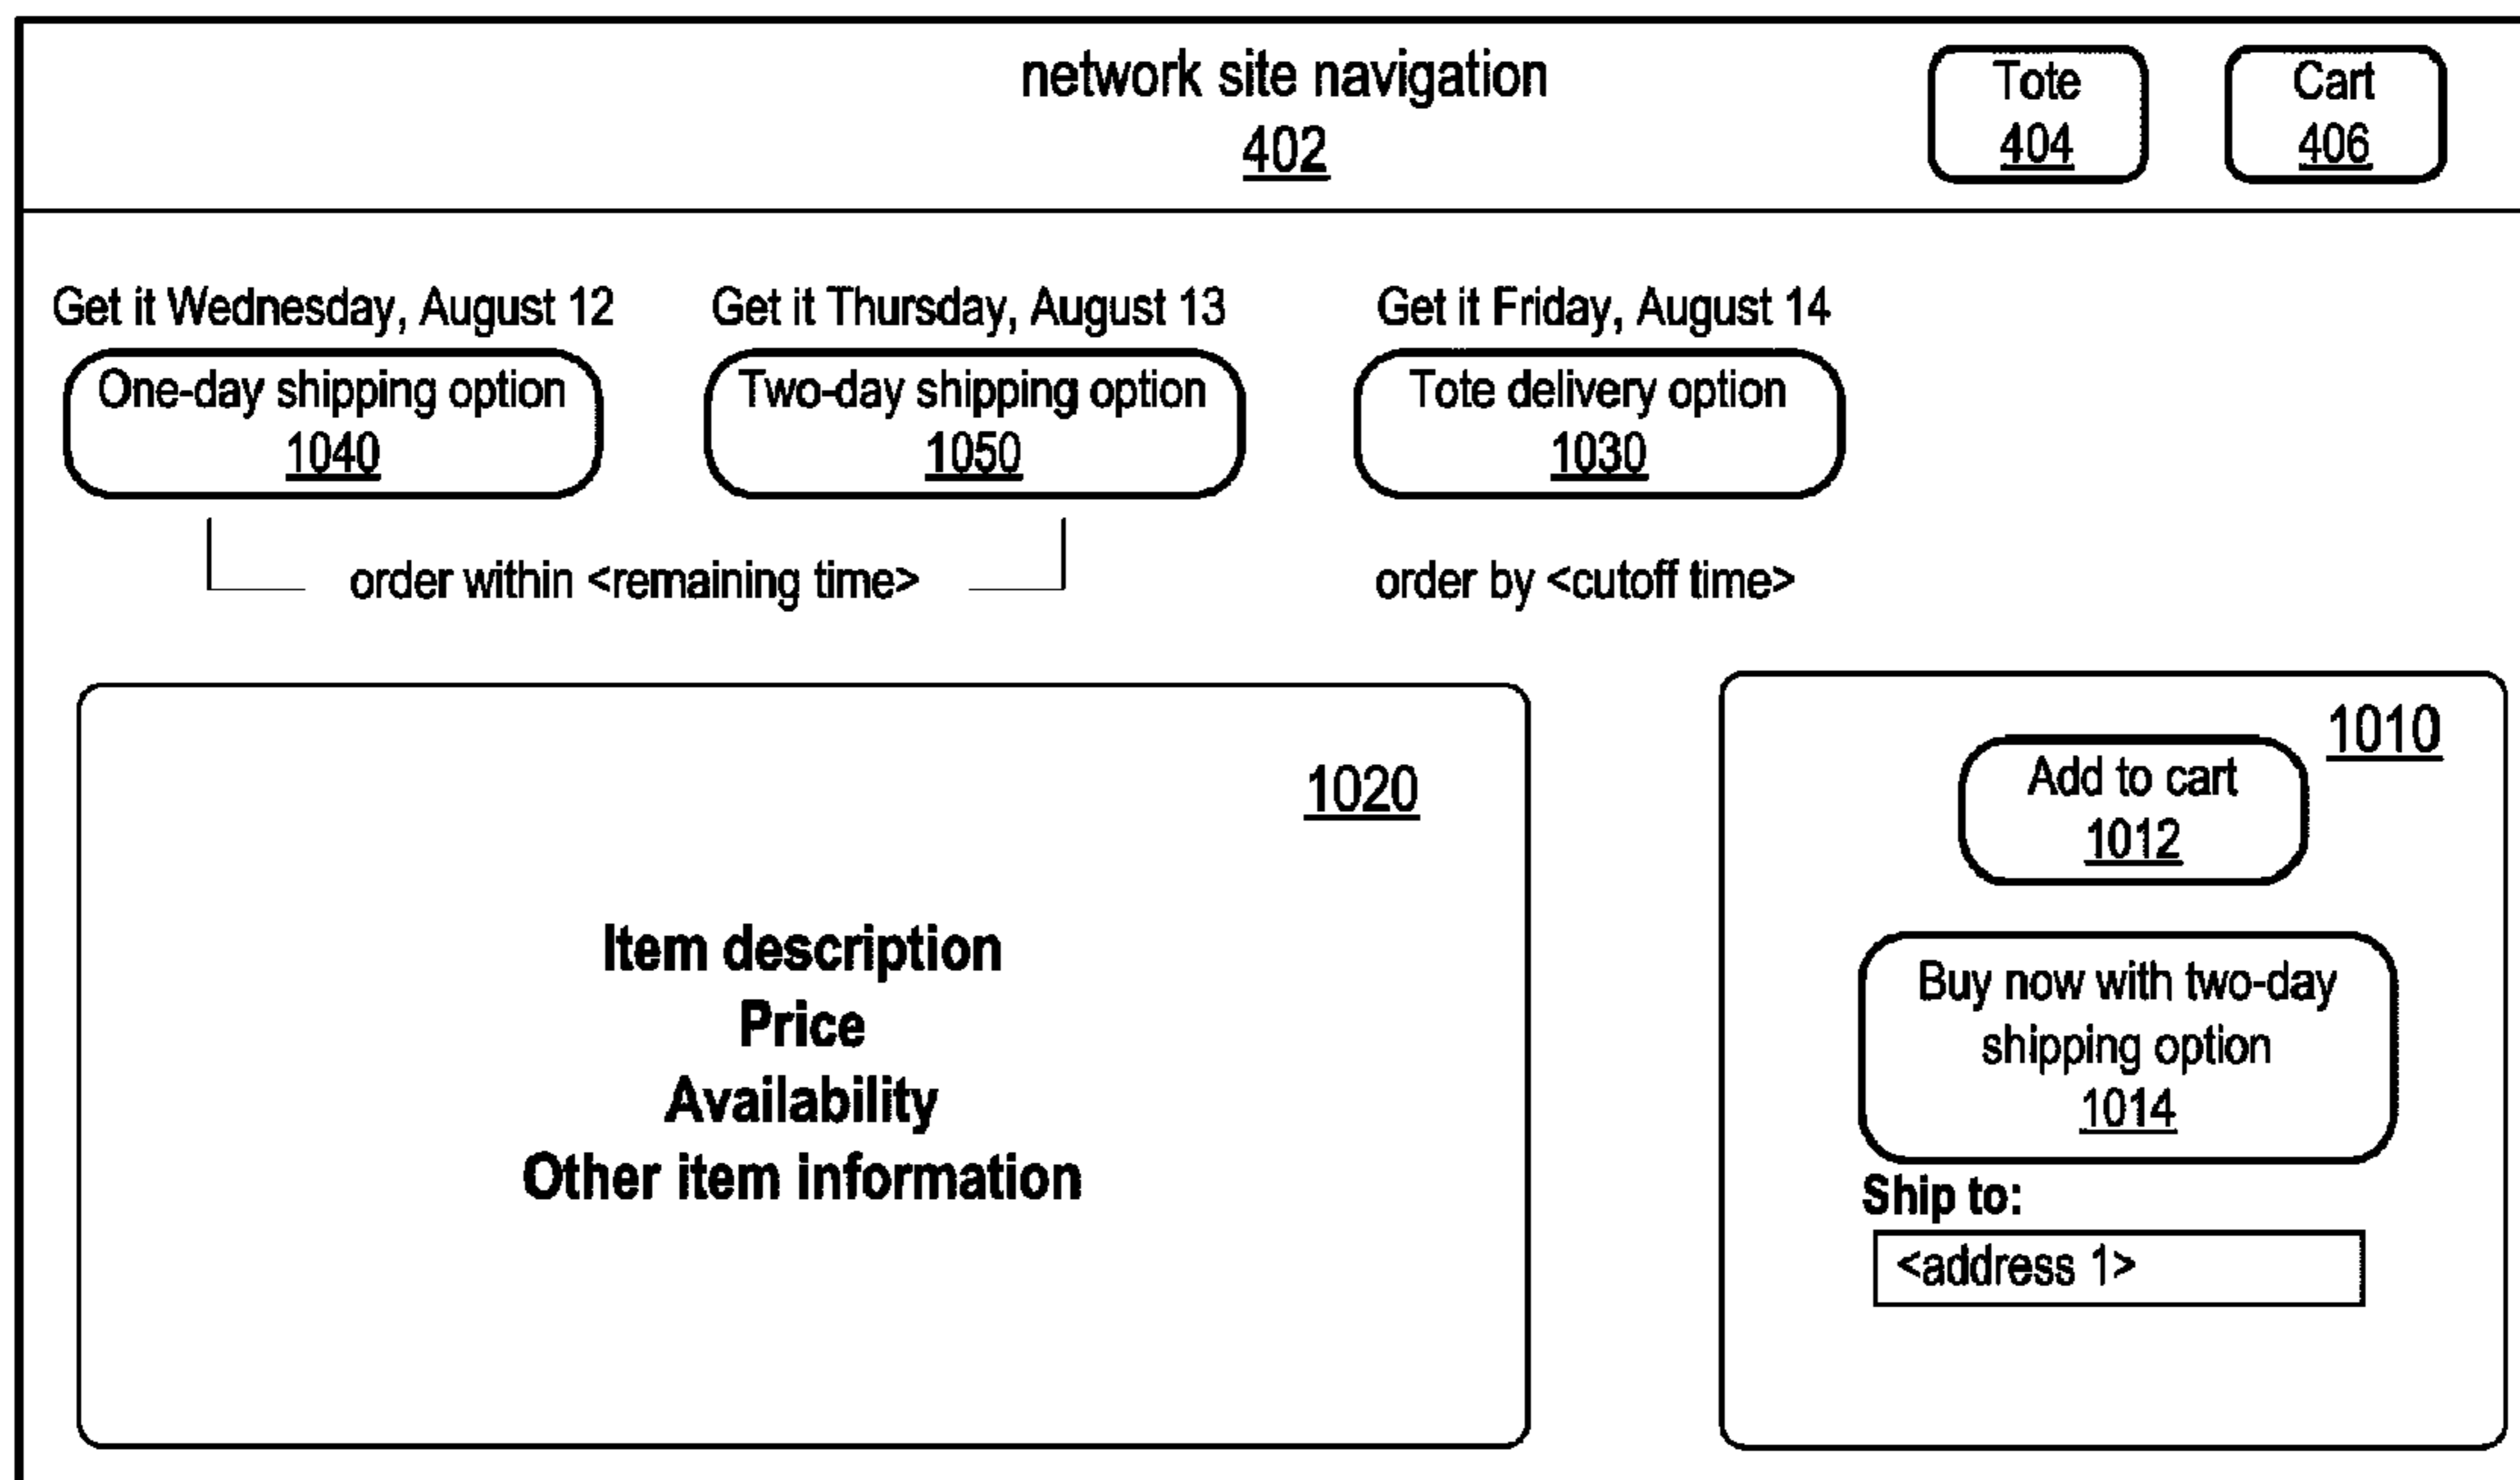 network site navigation
402
Tote
404
Cart
406
Get it Wednesday, August 12
One-day shipping option
1040
Get it Thursday, August 13
Two-day shipping option
1050
Get it Friday, August 14
Tote delivery option
1030
order within <remaining time>
order by <cutoff time>
1020
Item description
Price
Availability
Other item information
1010
Add to cart
1012
Buy now with two-day
shipping option
1014
Ship to:
<address 1>